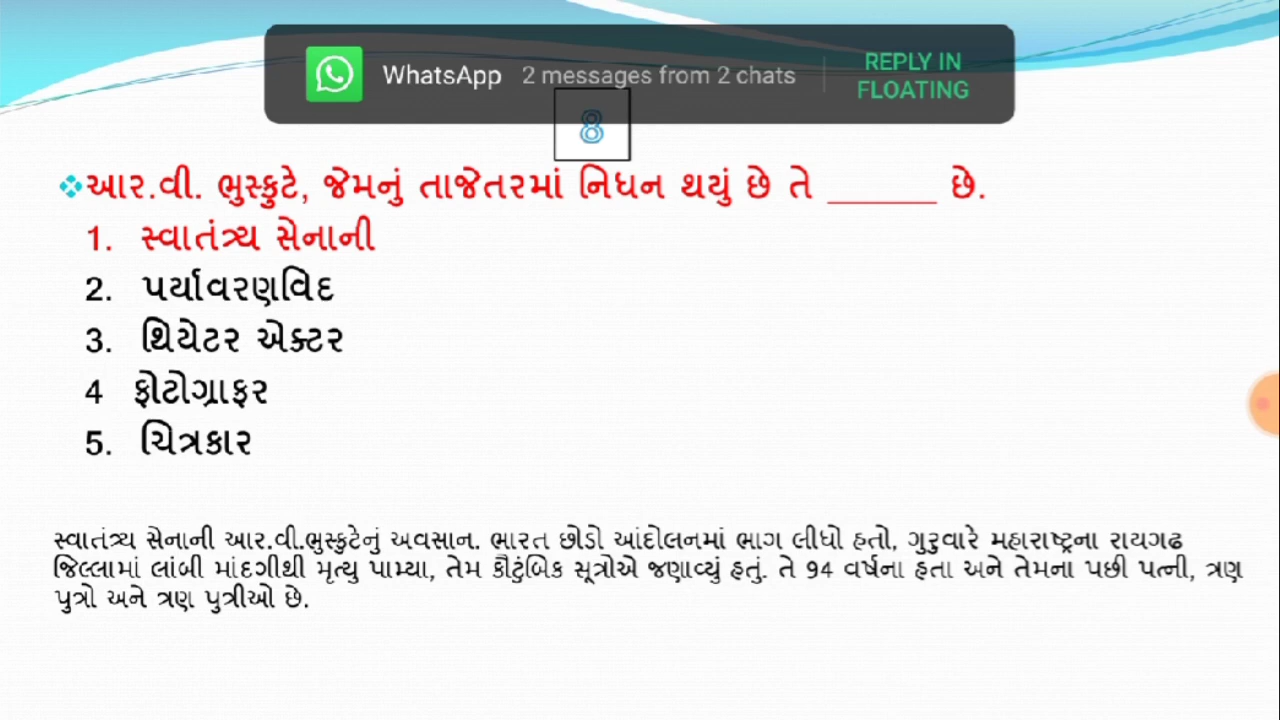 WhatsApp 2 messages from 2 chats REPLY IN FLOATING
8
આર.વી. ભુસ્કુટે, જેમનું તાજેતરમાં નિધન થયું છે તે ______ છે.
1. સ્વાતંત્ર્ય સેનાની
2. પર્યાવરણવિદ
3. થિયેટર એક્ટર
4 ફોટોગ્રાફર
5. ચિત્રકાર
સ્વાતંત્ર્ય સેનાની આર.વી.ભુસ્કુટેનું અવસાન. ભારત છોડો આંદોલનમાં ભાગ લીધો હતો, ગુરુવારે મહારાષ્ટ્રના રાયગઢ
જિલ્લામાં લાંબી માંદગીથી મૃત્યુ પામ્યા, તેમ કૌટુંબિક સૂત્રોએ જણાવ્યું હતું. તે 94 વર્ષના હતા અને તેમના પછી પત્ની, ત્રણ
પુત્રો અને ત્રણ પુત્રીઓ છે.